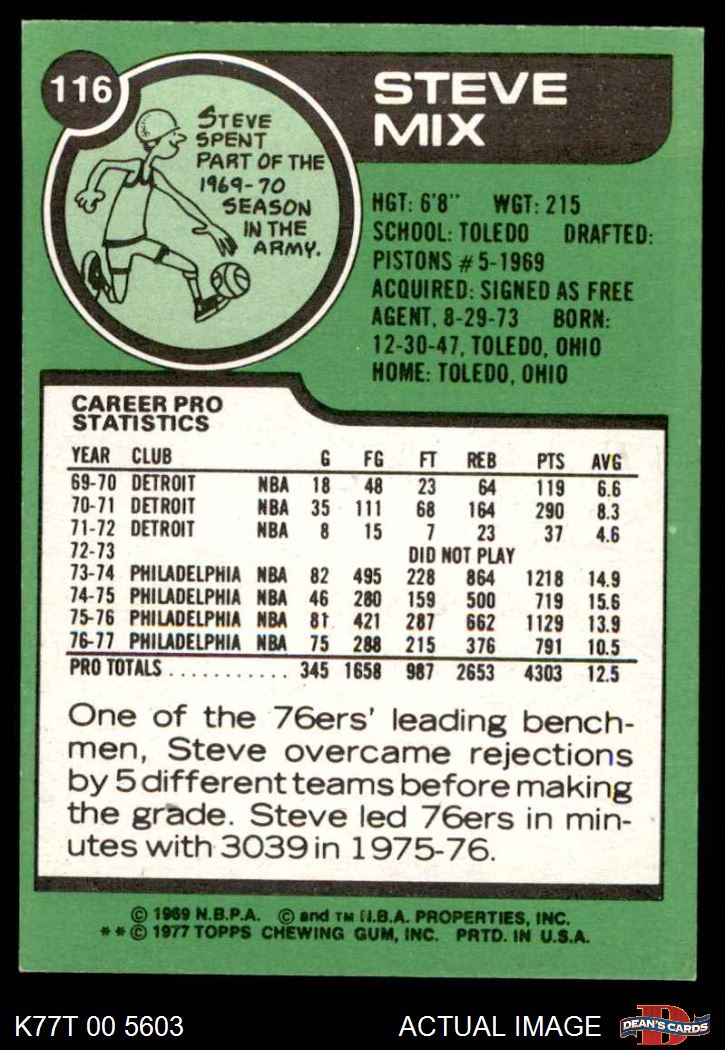 116
STEVE
SPENT
PART OF THE
1969-70
SEASON
IN THE
ARMY.
STEVE
MIX
HGT: 6'8" WGT: 215
SCHOOL: TOLEDO DRAFTED:
PISTONS #5-1969
ACQUIRED: SIGNED AS FREE
AGENT, 8-29-73 BORN:
12-30-47, TOLEDO, OHIO
HOME: TOLEDO, OHIO
CAREER PRO
STATISTICS
YEAR CLUB G FG FT REB PTS AVG
69-70 DETROIT NBA 18 48 23 64 119 6.6
70-71 DETROIT NBA 35 111 68 164 290 8.3
71-72 DETROIT NBA 8 15 7 23 37 4.6
72-73 DID NOT PLAY
73-74 PHILADELPHIA NBA 82 495 228 864 1218 14.9
74-75 PHILADELPHIA NBA 46 280 159 500 719 15.6
75-76 PHILADELPHIA NBA 81 421 287 662 1129 13.9
76-77 PHILADELPHIA NBA 75 288 215 376 791 10.5
PRO TOTALS ........... 345 1658 987 2653 4303 12.5
One of the 76ers' leading bench-
men, Steve overcame rejections
by 5 different teams before making
the grade. Steve led 76ers in min-
utes with 3039 in 1975-76.
© 1969 N.B.P.A. © and TM N.B.A. PROPERTIES, INC.
**© 1977 TOPPS CHEWING GUM, INC. PRTD. IN U.S.A.
K77T 00 5603 ACTUAL IMAGE D DEAN'S CARDS